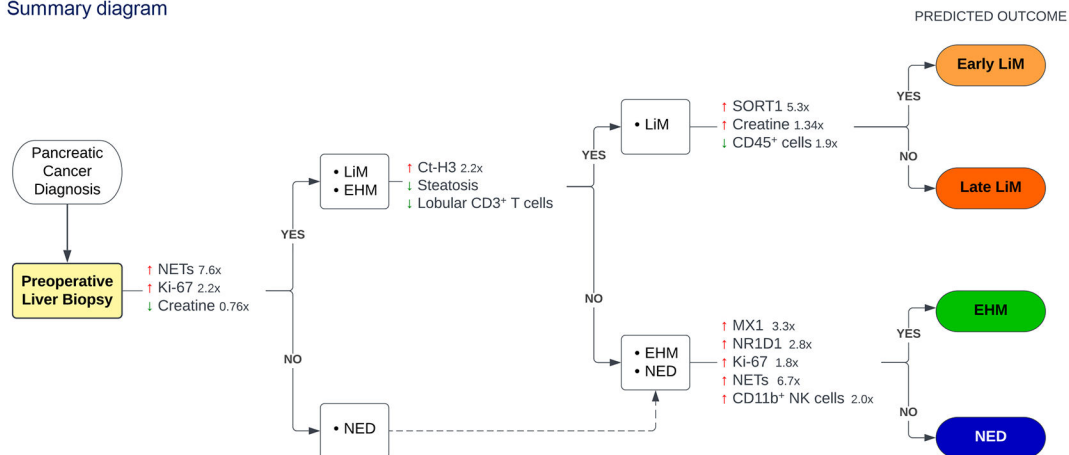 Summary diagram
PREDICTED OUTCOME
Pancreatic
Cancer
Diagnosis
Preoperative
Liver Biopsy
↑ NETs 7.6x
↑ Ki-67 2.2x
↓ Creatine 0.76x
YES
NO
• LiM
• EHM
↑ Ct-H3 2.2x
↓ Steatosis
↓ Lobular CD3⁺ T cells
• NED
YES
NO
• LiM
↑ SORT1 5.3x
↑ Creatine 1.34x
↓ CD45⁺ cells 1.9x
YES
NO
Early LiM
Late LiM
• EHM
• NED
↑ MX1 3.3x
↑ NR1D1 2.8x
↑ Ki-67 1.8x
↑ NETs 6.7x
↑ CD11b⁺ NK cells 2.0x
YES
NO
EHM
NED